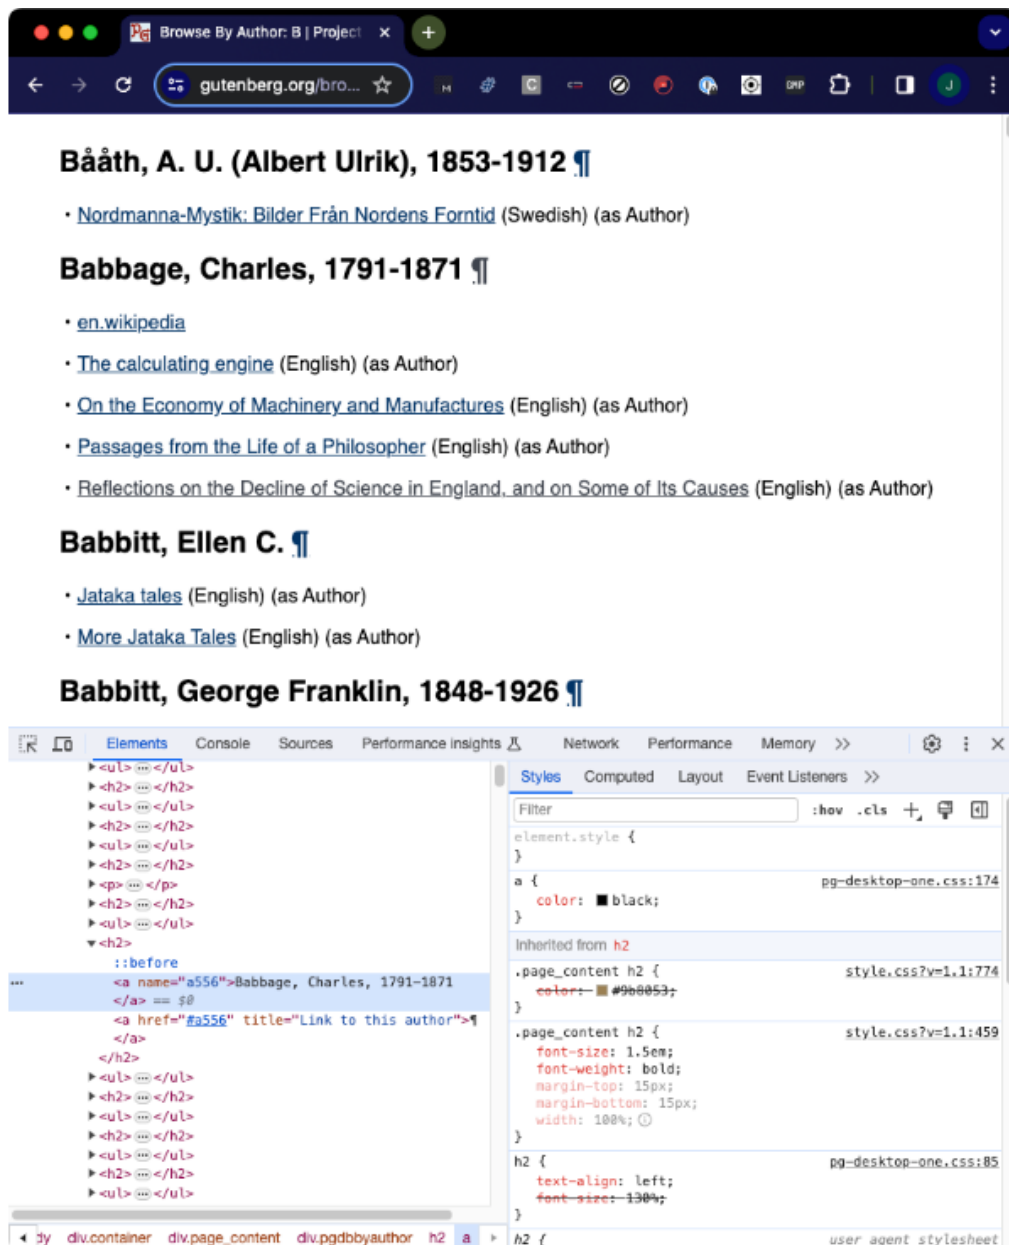 Browse By Author: B | Project
gutenberg.org/bro...
Bååth, A. U. (Albert Ulrik), 1853-1912 ¶
• Nordmanna-Mystik: Bilder Från Nordens Forntid (Swedish) (as Author)
Babbage, Charles, 1791-1871 ¶
• en.wikipedia
• The calculating engine (English) (as Author)
• On the Economy of Machinery and Manufactures (English) (as Author)
• Passages from the Life of a Philosopher (English) (as Author)
• Reflections on the Decline of Science in England, and on Some of Its Causes (English) (as Author)
Babbitt, Ellen C. ¶
• Jataka tales (English) (as Author)
• More Jataka Tales (English) (as Author)
Babbitt, George Franklin, 1848-1926 ¶
Elements Console Sources Performance insights Network Performance Memory >>
<ul> … </ul>
<h2> … </h2>
<ul> … </ul>
<h2> … </h2>
<ul> … </ul>
<h2> … </h2>
<p> … </p>
<h2> … </h2>
<ul> … </ul>
<h2>
::before
<a name="a556">Babbage, Charles, 1791-1871
</a> == $0
<a href="#a556" title="Link to this author">¶
</a>
</h2>
<ul> … </ul>
<h2> … </h2>
<ul> … </ul>
<h2> … </h2>
<ul> … </ul>
<h2> … </h2>
<ul> … </ul>
dy div.container div.page_content div.pgdbbyauthor h2 a
Styles Computed Layout Event Listeners >>
Filter :hov .cls
element.style {
}
a { pg-desktop-one.css:174
color: black;
}
Inherited from h2
.page_content h2 { style.css?v=1.1:774
color: #9b8053;
}
.page_content h2 { style.css?v=1.1:459
font-size: 1.5em;
font-weight: bold;
margin-top: 15px;
margin-bottom: 15px;
width: 100%;
}
h2 { pg-desktop-one.css:85
text-align: left;
font-size: 130%;
}
h2 { user agent stylesheet